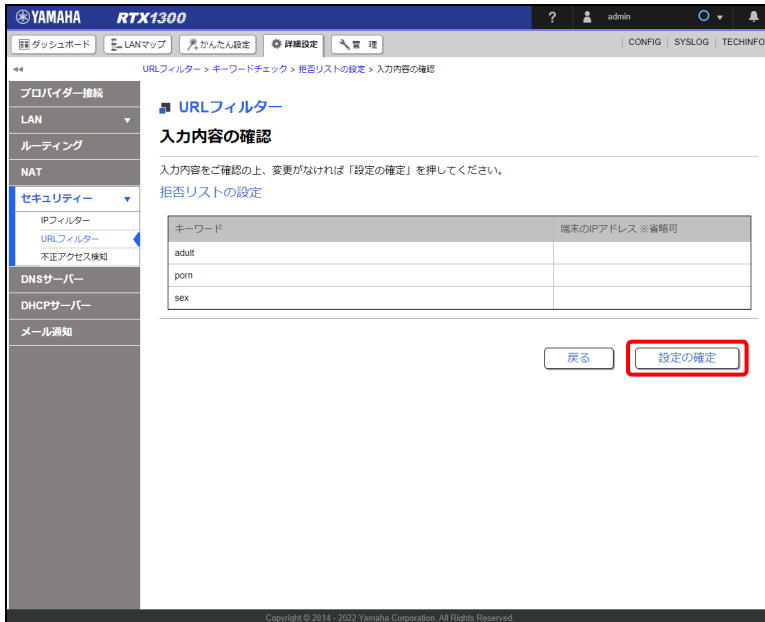 YAMAHA RTX1300 ? admin
ダッシュボード LANマップ かんたん設定 詳細設定 管 理 CONFIG SYSLOG TECHINFO
URLフィルター > キーワードチェック > 拒否リストの設定 > 入力内容の確認
プロバイダー接続
LAN
ルーティング
NAT
セキュリティー
IPフィルター
URLフィルター
不正アクセス検知
DNSサーバー
DHCPサーバー
メール通知
URLフィルター
入力内容の確認
入力内容をご確認の上、変更がなければ「設定の確定」を押してください。
拒否リストの設定
キーワード 端末のIPアドレス ※省略可
adult
porn
sex
戻る 設定の確定
Copyright © 2014 - 2022 Yamaha Corporation. All Rights Reserved.